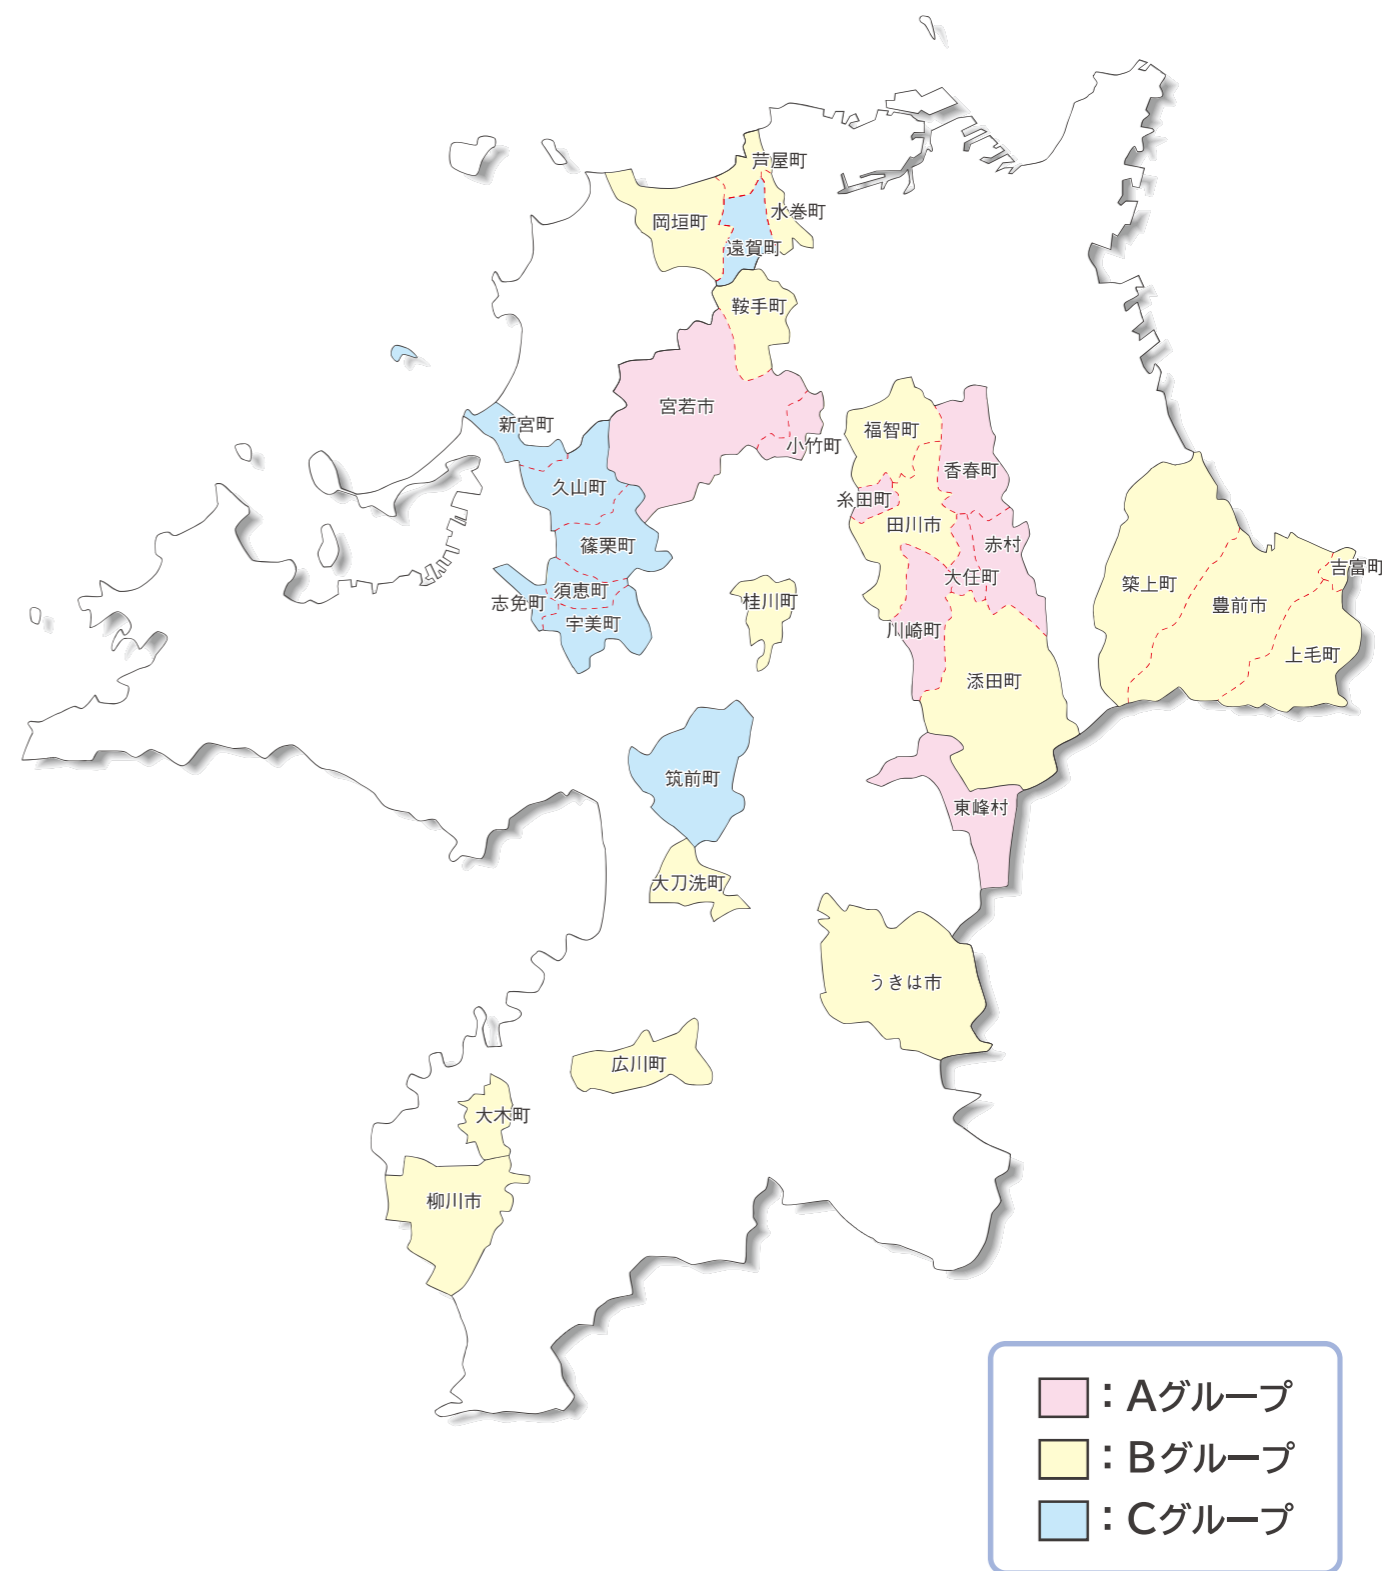 芦屋町
水巻町
岡垣町
遠賀町
鞍手町
宮若市
小竹町
新宮町
久山町
篠栗町
須恵町
志免町
宇美町
福智町
香春町
糸田町
田川市
赤村
大任町
川崎町
添田町
桂川町
築上町
豊前市
吉富町
上毛町
筑前町
東峰村
大刀洗町
うきは市
広川町
大木町
柳川市
：Aグループ
：Bグループ
：Cグループ